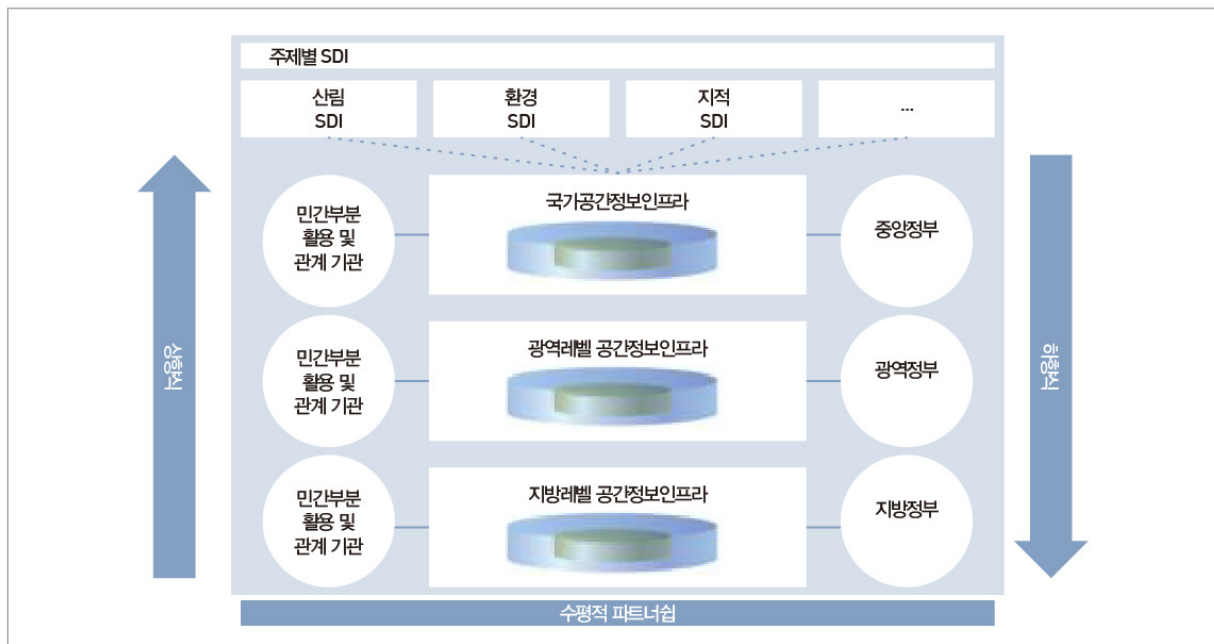 주제별 SDI
산림
SDI
환경
SDI
지적
SDI
...
민간부분
활용 및
관계 기관
국가공간정보인프라
중앙정부
민간부분
활용 및
관계 기관
광역레벨 공간정보인프라
광역정부
민간부분
활용 및
관계 기관
지방레벨 공간정보인프라
지방정부
상향식
하향식
수평적 파트너쉽